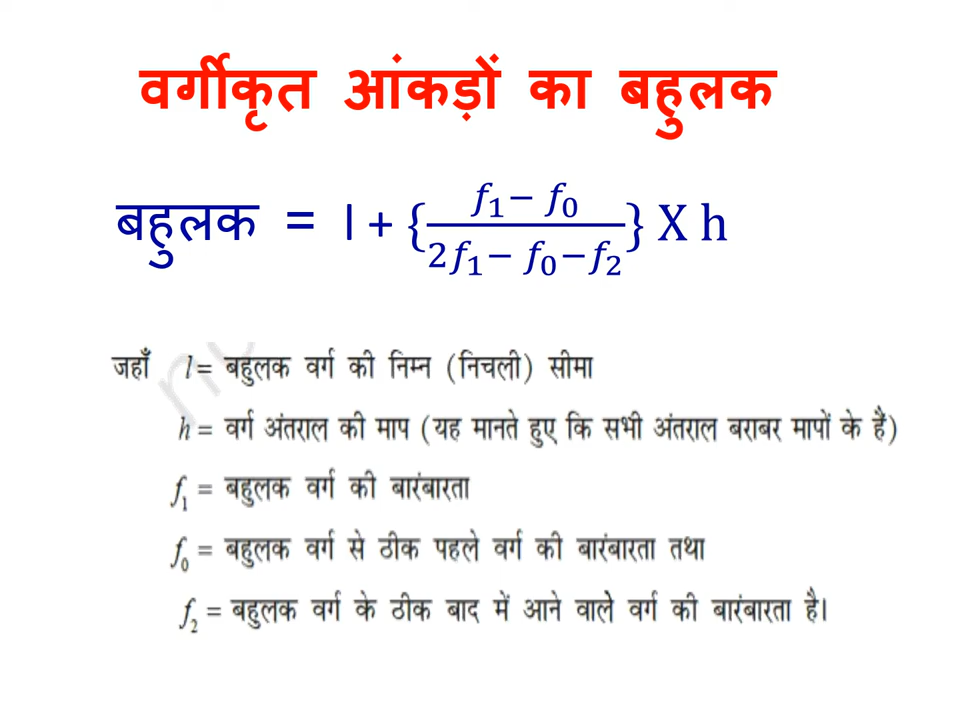 वर्गीकृत आंकड़ों का बहुलक
बहुलक = l + {\frac{f₁− f₀}{2f₁− f₀−f₂}} X h
जहाँ l = बहुलक वर्ग की निम्न (निचली) सीमा
h = वर्ग अंतराल की माप (यह मानते हुए कि सभी अंतराल बराबर मापों के हैं)
f₁ = बहुलक वर्ग की बारंबारता
f₀ = बहुलक वर्ग से ठीक पहले वर्ग की बारंबारता तथा
f₂ = बहुलक वर्ग के ठीक बाद में आने वाले वर्ग की बारंबारता है।